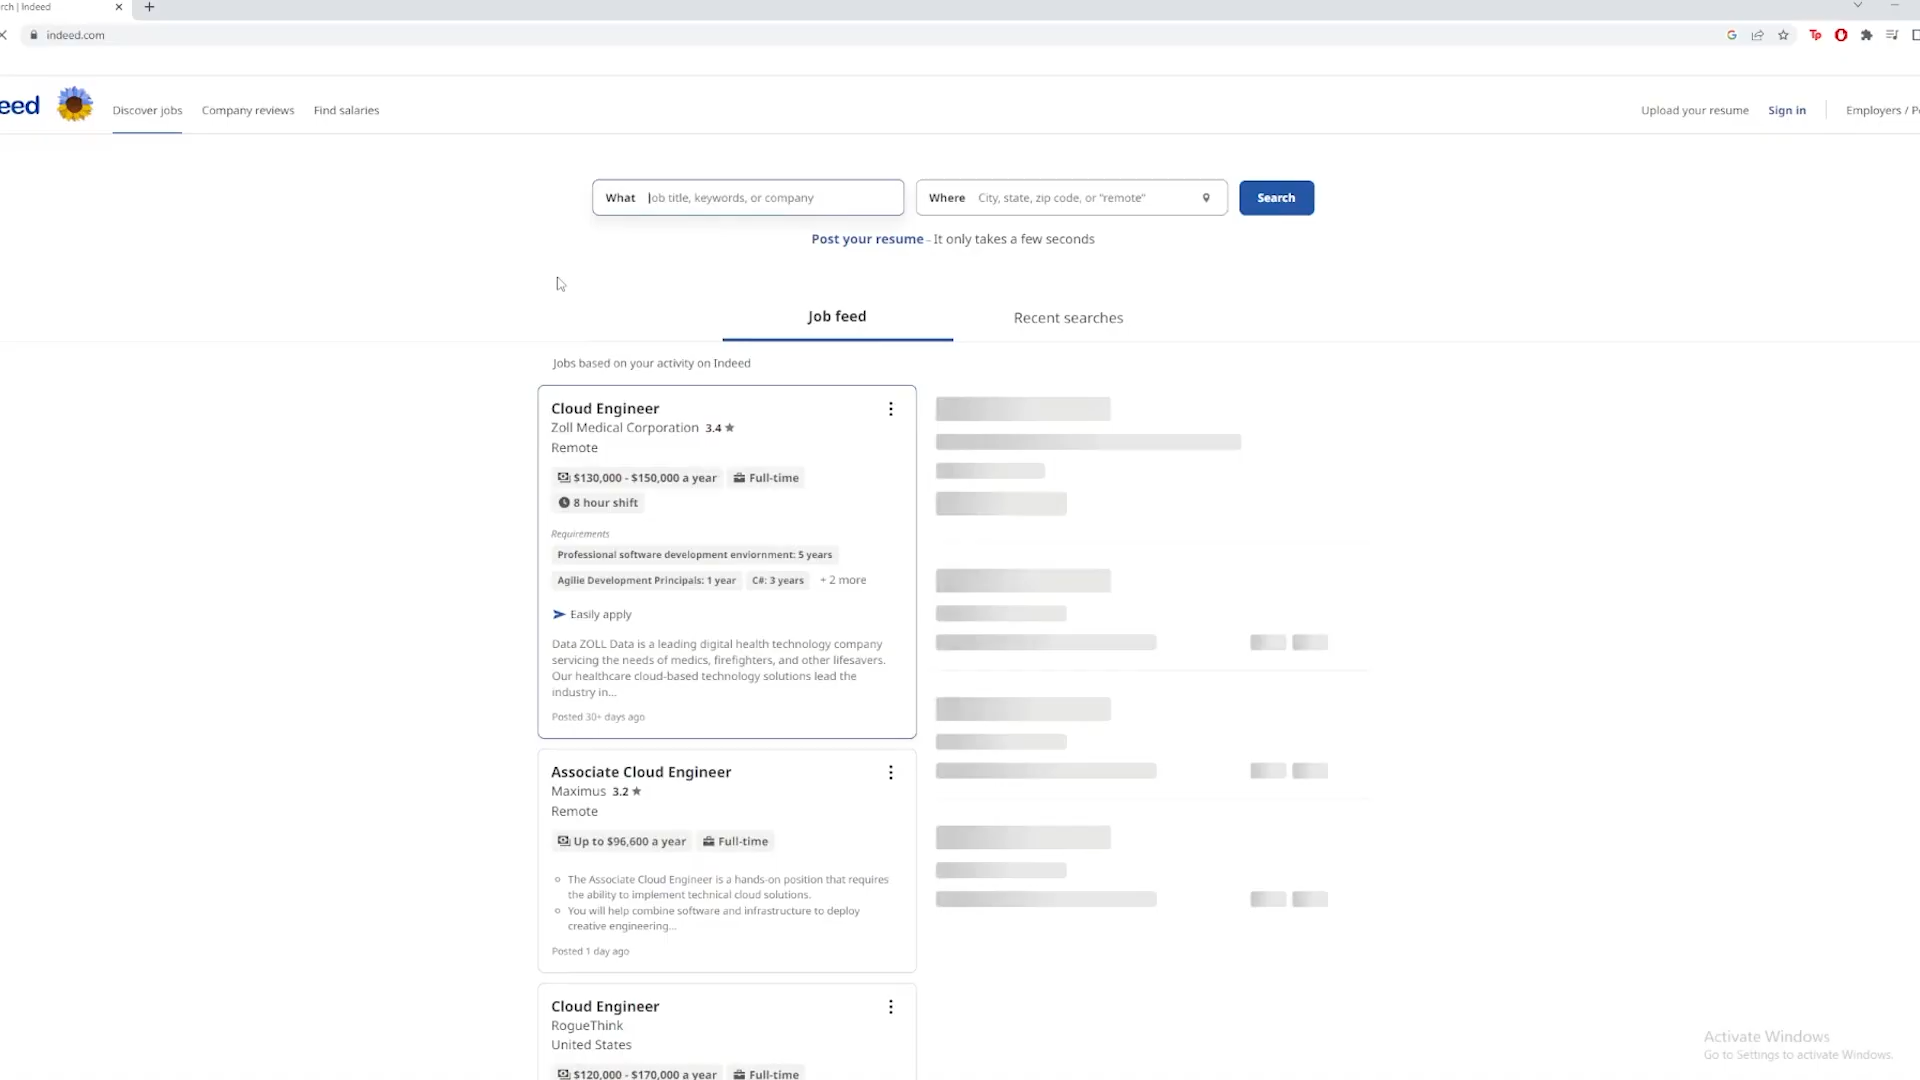 rch | Indeed
indeed.com
eed
Discover jobs
Company reviews
Find salaries
Upload your resume
Sign in
Employers /
What
Job title, keywords, or company
Where
City, state, zip code, or "remote"
Search
Post your resume - It only takes a few seconds
Job feed
Recent searches
Jobs based on your activity on Indeed
Cloud Engineer
Zoll Medical Corporation 3.4 ★
Remote
$130,000 - $150,000 a year
Full-time
8 hour shift
Requirements
Professional software development enviornment: 5 years
Agilie Development Principals: 1 year
C#: 3 years
+ 2 more
Easily apply
Data ZOLL Data is a leading digital health technology company
servicing the needs of medics, firefighters, and other lifesavers.
Our healthcare cloud-based technology solutions lead the
industry in...
Posted 30+ days ago
Associate Cloud Engineer
Maximus 3.2 ★
Remote
Up to $96,600 a year
Full-time
The Associate Cloud Engineer is a hands-on position that requires
the ability to implement technical cloud solutions.
You will help combine software and infrastructure to deploy
creative engineering...
Posted 1 day ago
Cloud Engineer
RogueThink
United States
$120,000 - $170,000 a year
Full-time
Activate Windows
Go to Settings to activate Windows.